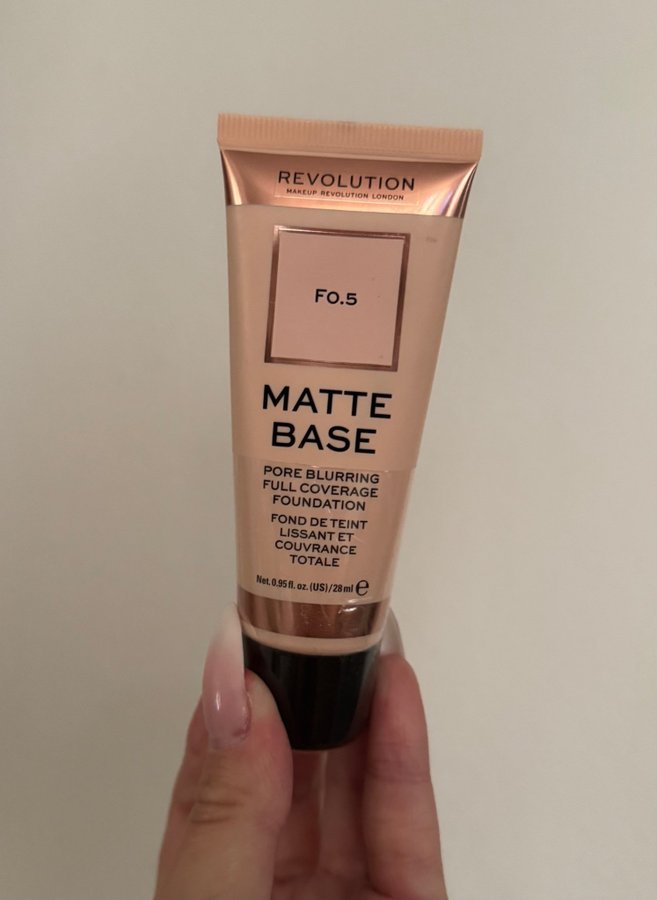 REVOLUTION
MAKEUP REVOLUTION LONDON
F0.5
MATTE
BASE
PORE BLURRING
FULL COVERAGE
FOUNDATION
FOND DE TEINT
LISSANT ET
COUVRANCE
TOTALE
Net. 0.95 fl. oz. (US)/28 ml e